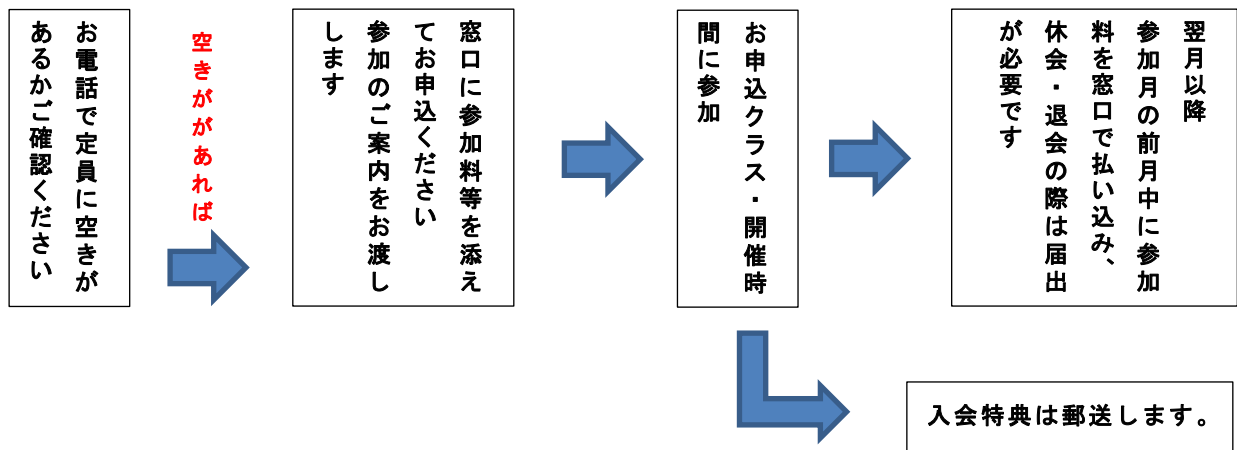 お電話で定員に空きが
あるかご確認ください
空きががあれば
窓口に参加料等を添え
てお申込ください
参加のご案内をお渡し
します
お申込クラス・開催時
間に参加
翌月以降
参加月の前月中に参加
料を窓口で払い込み、
休会・退会の際は届出
が必要です
入会特典は郵送します。